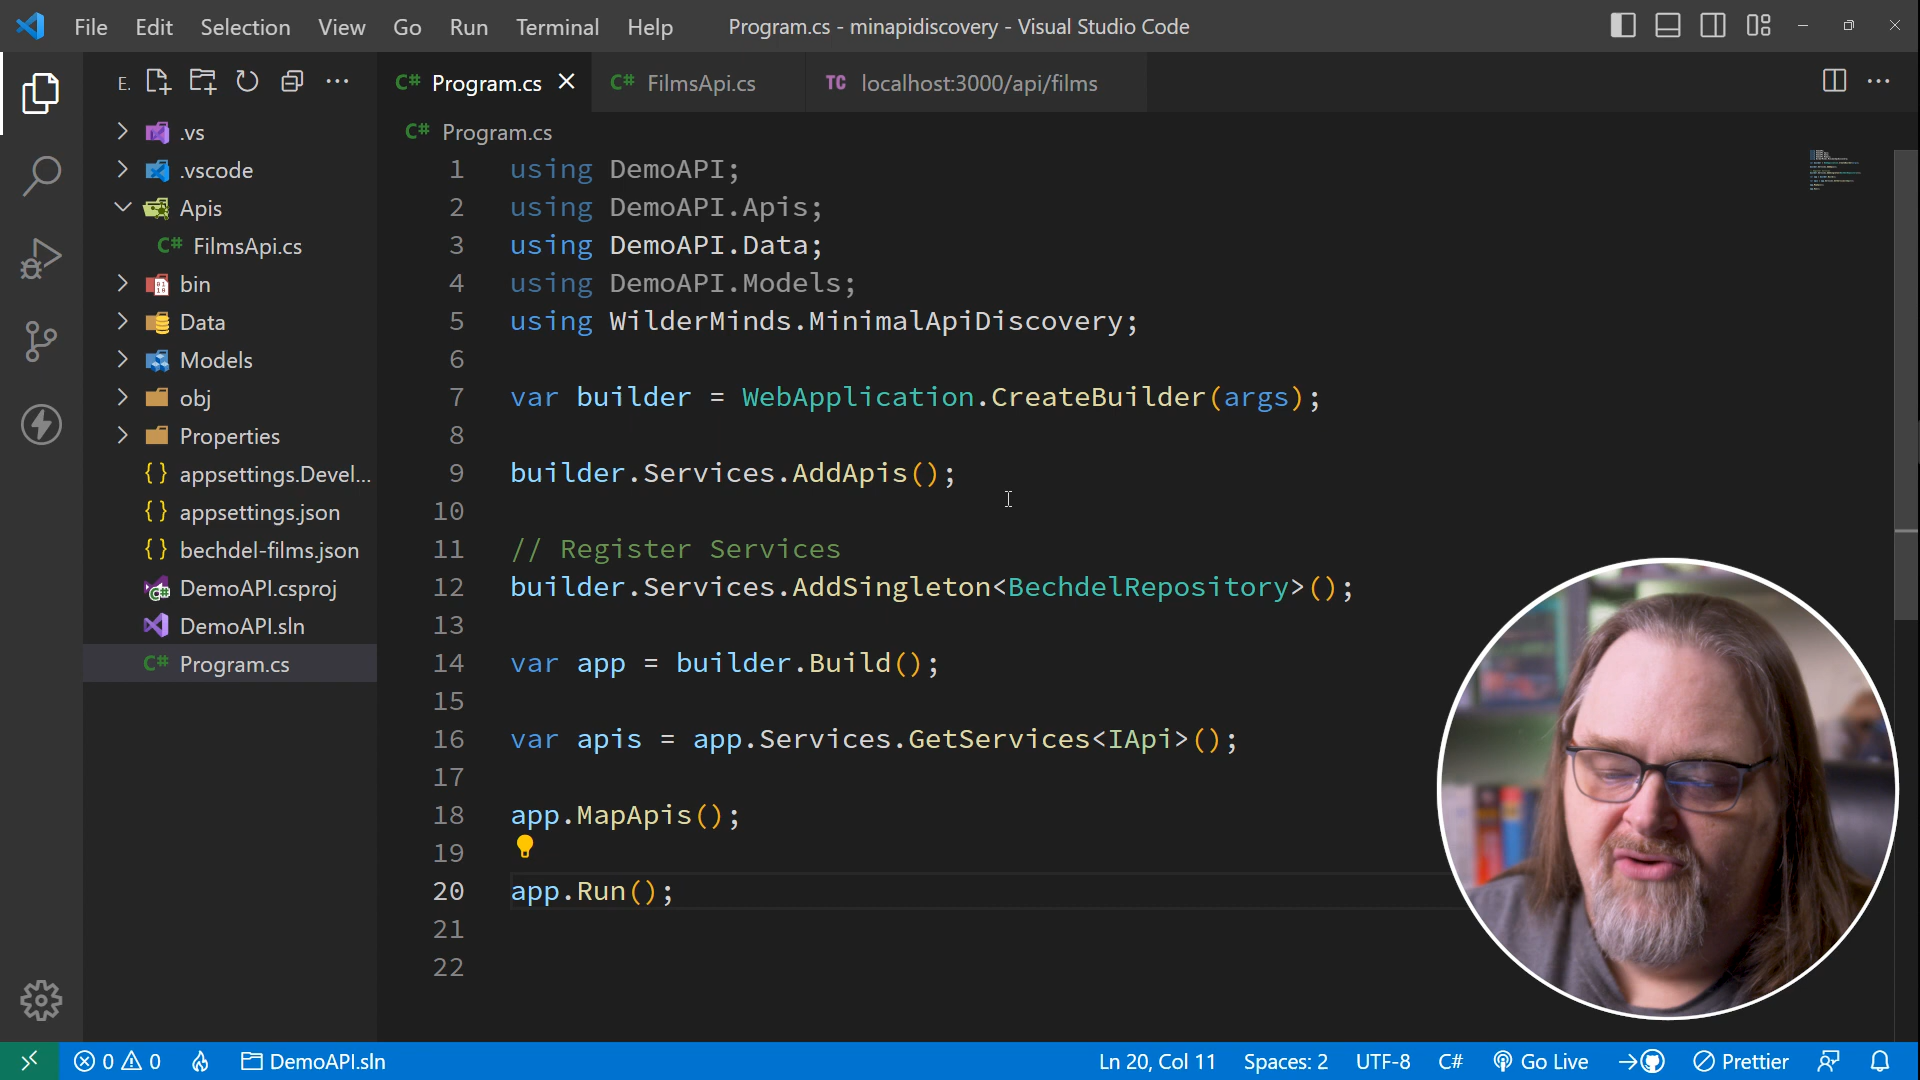 File Edit Selection View Go Run Terminal Help
Program.cs - minapidiscovery - Visual Studio Code
E.
.vs
.vscode
Apis
C# FilmsApi.cs
bin
Data
Models
obj
Properties
{} appsettings.Devel...
{} appsettings.json
{} bechdel-films.json
DemoAPI.csproj
DemoAPI.sln
C# Program.cs
C# Program.cs
C# FilmsApi.cs
TC localhost:3000/api/films
C# Program.cs
1 using DemoAPI;
2 using DemoAPI.Apis;
3 using DemoAPI.Data;
4 using DemoAPI.Models;
5 using WilderMinds.MinimalApiDiscovery;
6
7 var builder = WebApplication.CreateBuilder(args);
8
9 builder.Services.AddApis();
10
11 // Register Services
12 builder.Services.AddSingleton<BechdelRepository>();
13
14 var app = builder.Build();
15
16 var apis = app.Services.GetServices<IApi>();
17
18 app.MapApis();
19
20 app.Run();
21
22
0 0 DemoAPI.sln
Ln 20, Col 11 Spaces: 2 UTF-8 C# Go Live Prettier